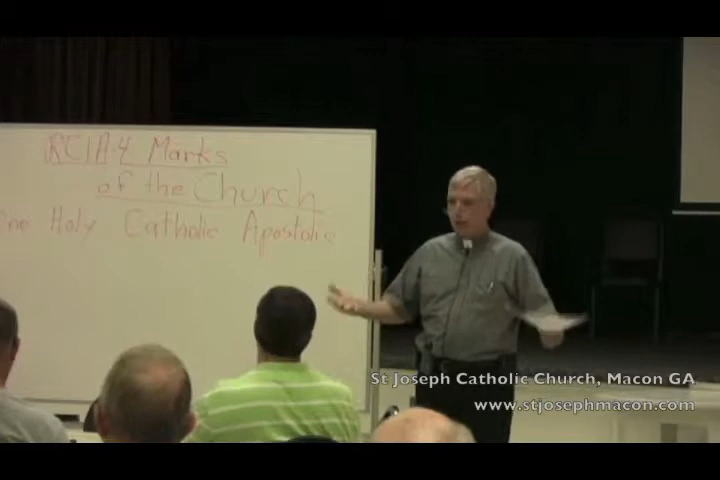 RCIA-4 Marks
of the Church
One Holy Catholic Apostolic
St Joseph Catholic Church, Macon GA
www.stjosephmacon.com